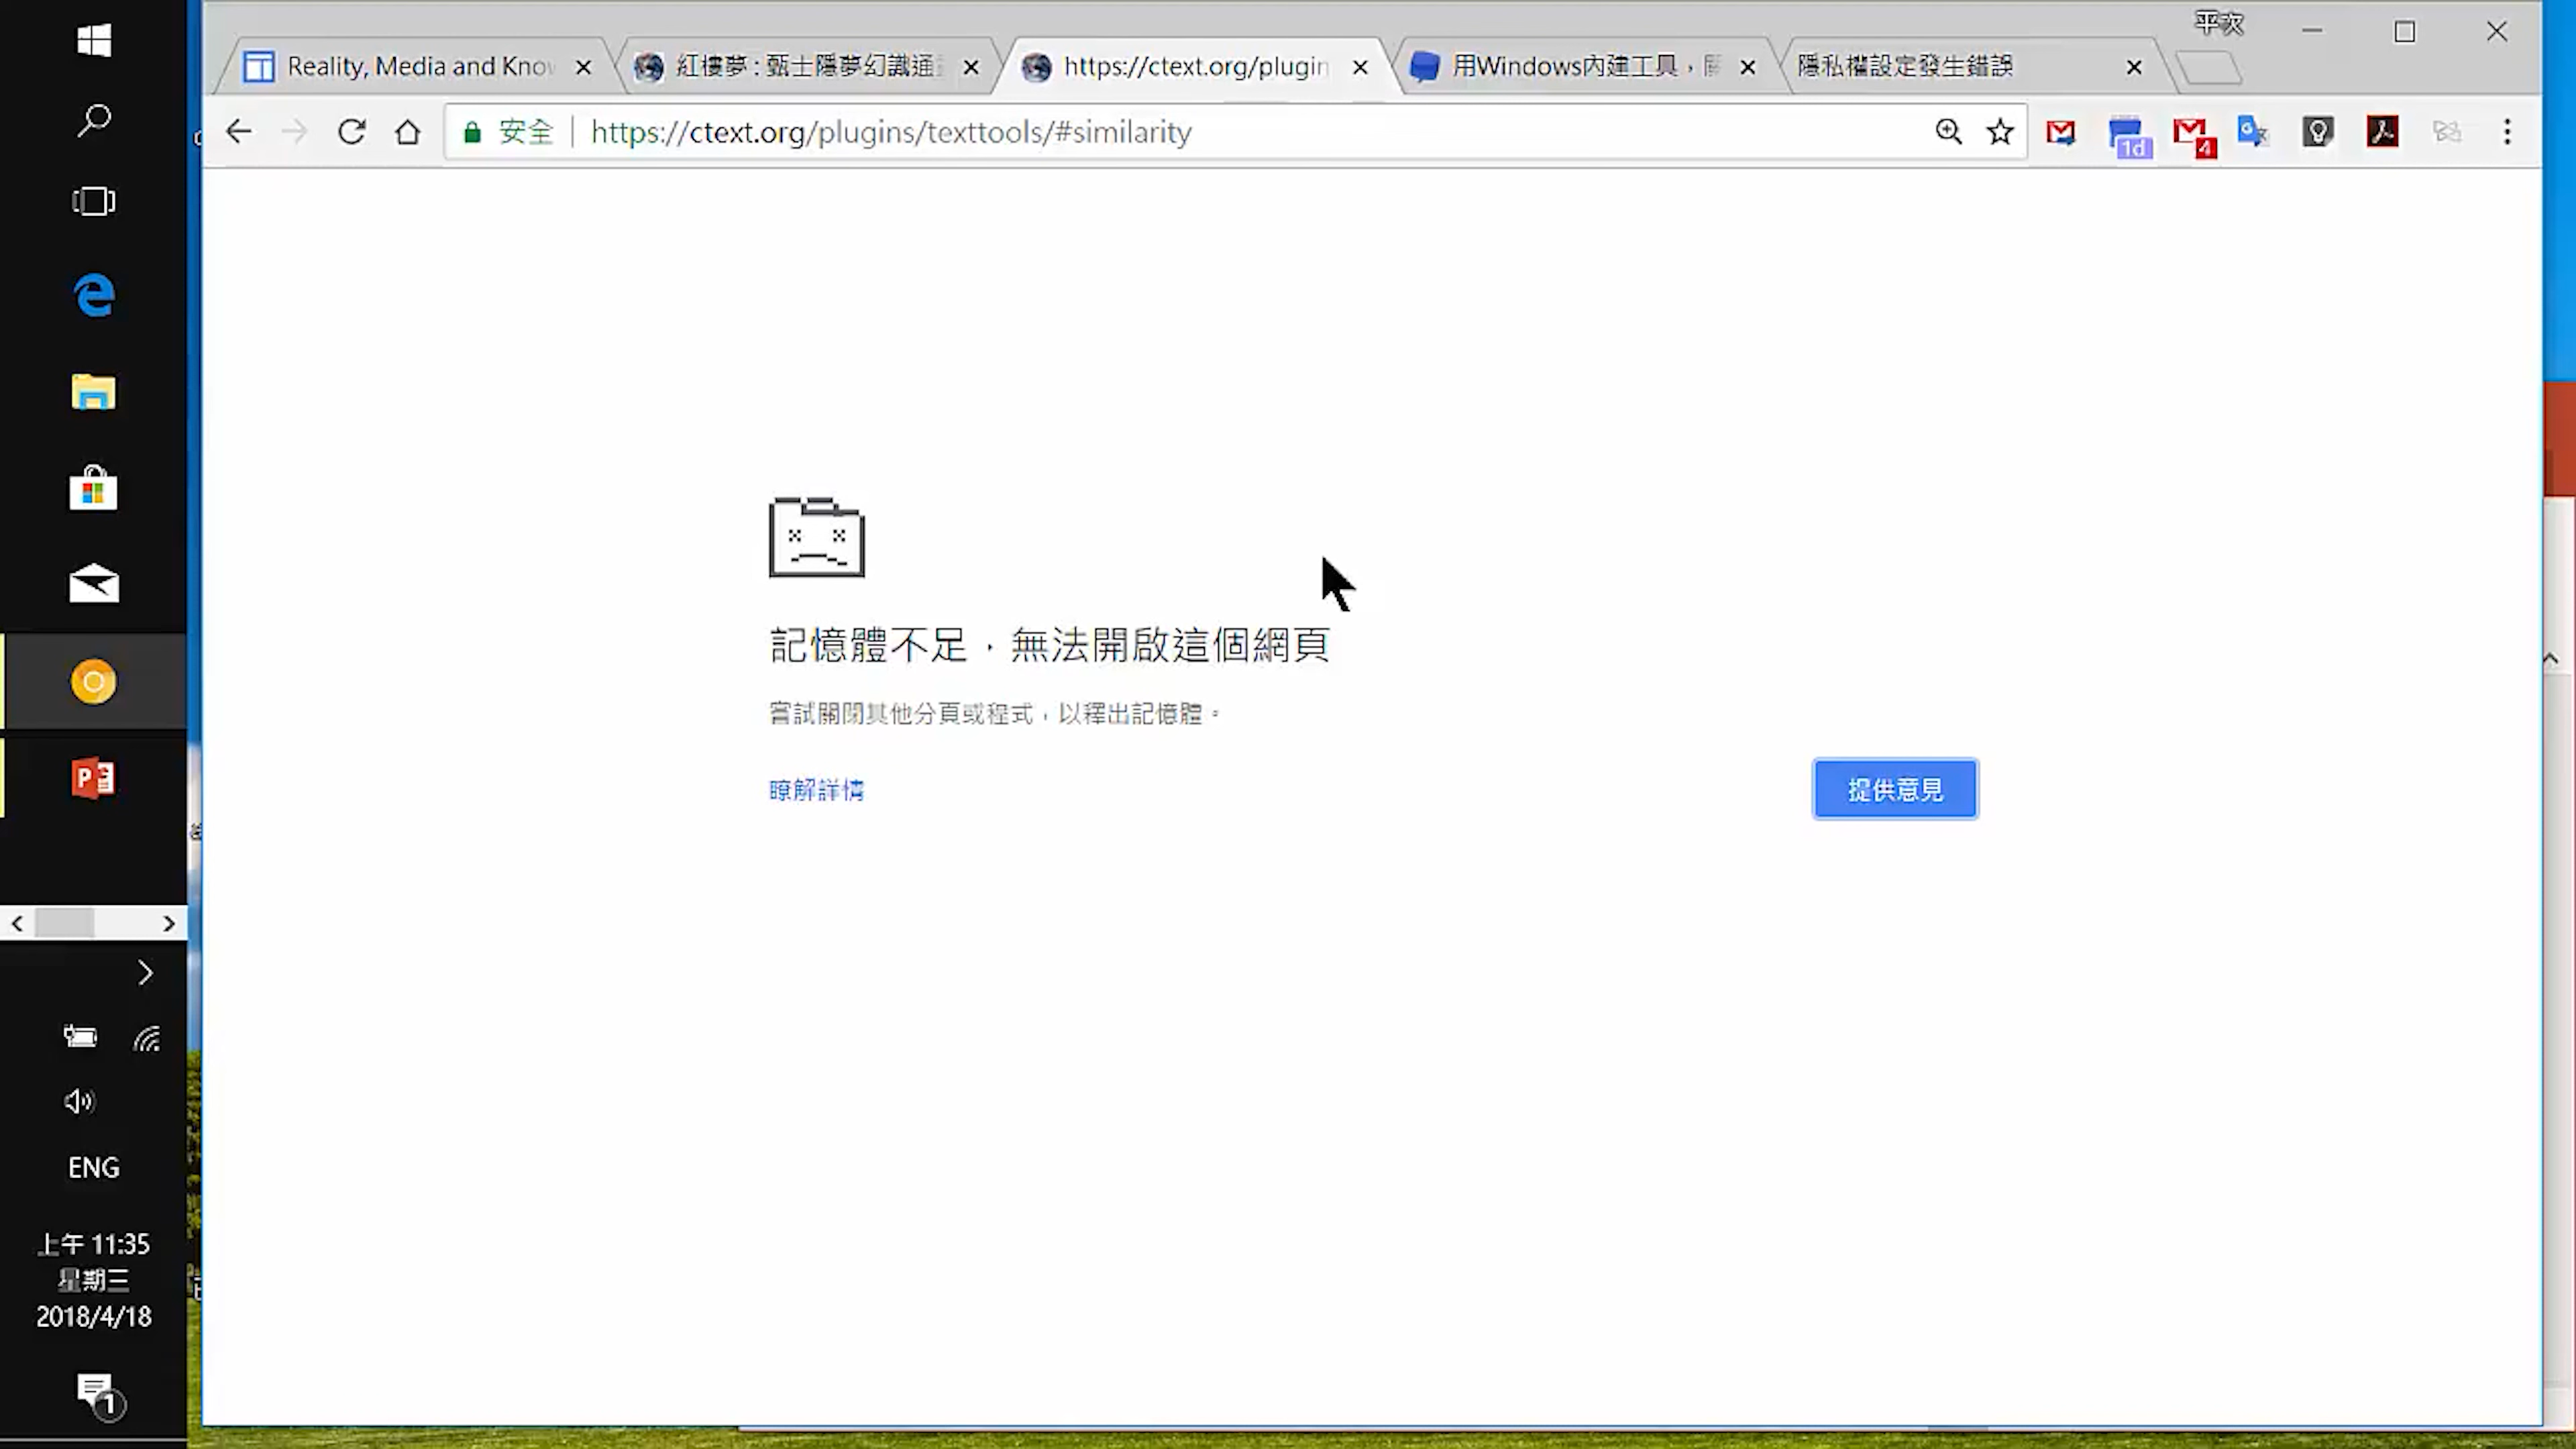 平次
Reality, Media and Know
紅樓夢 : 甄士隱夢幻識通
https://ctext.org/plugin
用Windows內建工具，關
隱私權設定發生錯誤
安全
https://ctext.org/plugins/texttools/#similarity
1d
4
記憶體不足，無法開啟這個網頁
嘗試關閉其他分頁或程式，以釋出記憶體。
瞭解詳情
提供意見
ENG
上午 11:35
星期三
2018/4/18
1